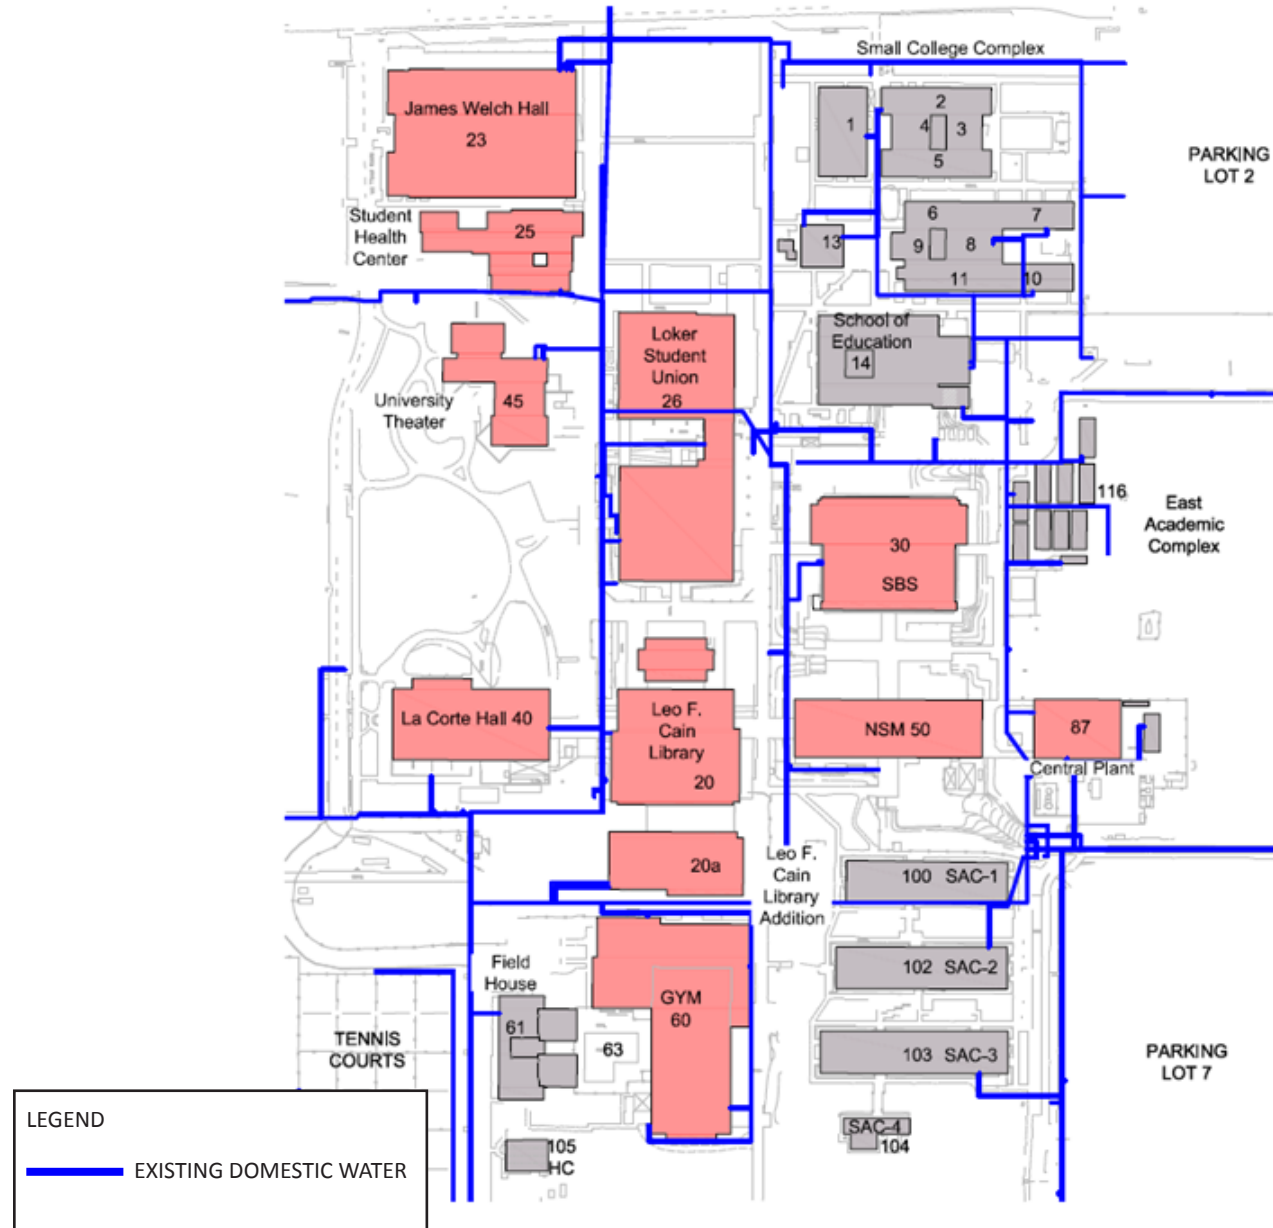 Small College Complex
James Welch Hall
23
1
2
4
3
5
PARKING
LOT 2
Student
Health
Center
25
6
7
13
9
8
11
10
Loker
Student
Union
26
School of
Education
14
University
Theater
45
116
East
Academic
Complex
30
SBS
La Corte Hall 40
Leo F.
Cain
Library
20
NSM 50
87
Central Plant
20a
Leo F.
Cain
Library
Addition
100 SAC-1
102 SAC-2
Field
House
61
GYM
60
63
TENNIS
COURTS
103 SAC-3
PARKING
LOT 7
SAC-4
104
105
HC
LEGEND
EXISTING DOMESTIC WATER